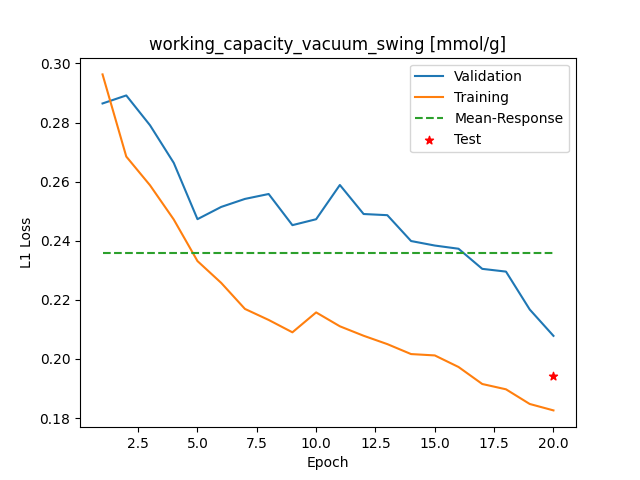 working_capacity_vacuum_swing [mmol/g]
Validation
Training
Mean-Response
Test
L1 Loss
0.30
0.28
0.26
0.24
0.22
0.20
0.18
2.5 5.0 7.5 10.0 12.5 15.0 17.5 20.0
Epoch